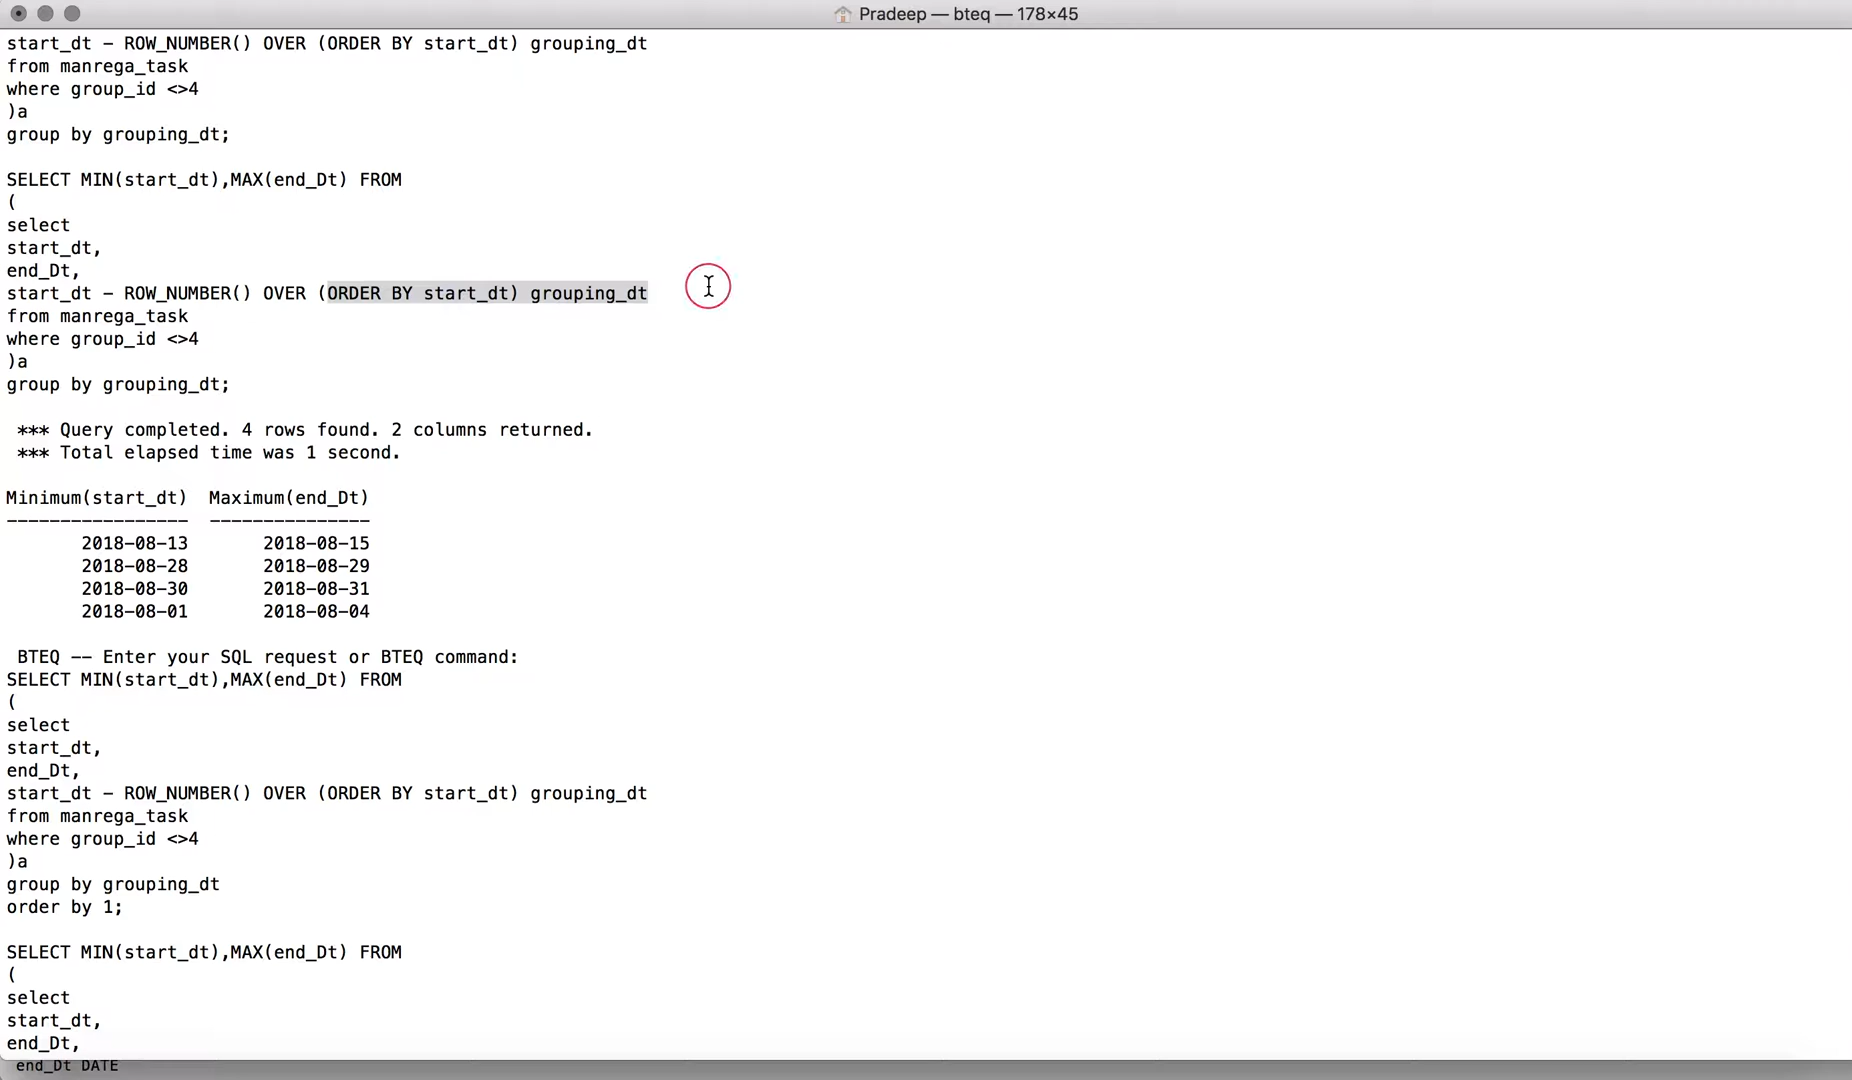 Pradeep — bteq — 178×45
start_dt - ROW_NUMBER() OVER (ORDER BY start_dt) grouping_dt
from manrega_task
where group_id <>4
)a
group by grouping_dt;
SELECT MIN(start_dt),MAX(end_Dt) FROM
(
select
start_dt,
end_Dt,
start_dt - ROW_NUMBER() OVER (ORDER BY start_dt) grouping_dt
from manrega_task
where group_id <>4
)a
group by grouping_dt;
*** Query completed. 4 rows found. 2 columns returned.
*** Total elapsed time was 1 second.
Minimum(start_dt)  Maximum(end_Dt)
-----------------  ---------------
2018-08-13       2018-08-15
2018-08-28       2018-08-29
2018-08-30       2018-08-31
2018-08-01       2018-08-04
BTEQ -- Enter your SQL request or BTEQ command:
SELECT MIN(start_dt),MAX(end_Dt) FROM
(
select
start_dt,
end_Dt,
start_dt - ROW_NUMBER() OVER (ORDER BY start_dt) grouping_dt
from manrega_task
where group_id <>4
)a
group by grouping_dt
order by 1;
SELECT MIN(start_dt),MAX(end_Dt) FROM
(
select
start_dt,
end_Dt,
end_Dt DATE